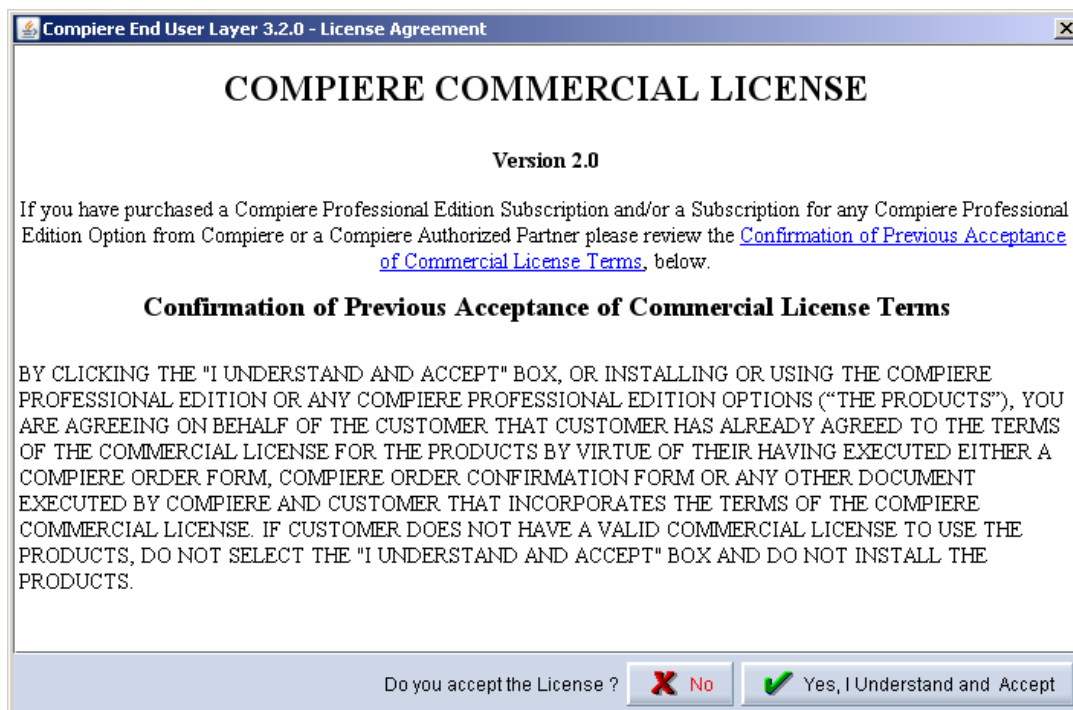 Compiere End User Layer 3.2.0 - License Agreement
COMPIERE COMMERCIAL LICENSE
Version 2.0
If you have purchased a Compiere Professional Edition Subscription and/or a Subscription for any Compiere Professional
Edition Option from Compiere or a Compiere Authorized Partner please review the Confirmation of Previous Acceptance
of Commercial License Terms, below.
Confirmation of Previous Acceptance of Commercial License Terms
BY CLICKING THE "I UNDERSTAND AND ACCEPT" BOX, OR INSTALLING OR USING THE COMPIERE
PROFESSIONAL EDITION OR ANY COMPIERE PROFESSIONAL EDITION OPTIONS (“THE PRODUCTS”), YOU
ARE AGREEING ON BEHALF OF THE CUSTOMER THAT CUSTOMER HAS ALREADY AGREED TO THE TERMS
OF THE COMMERCIAL LICENSE FOR THE PRODUCTS BY VIRTUE OF THEIR HAVING EXECUTED EITHER A
COMPIERE ORDER FORM, COMPIERE ORDER CONFIRMATION FORM OR ANY OTHER DOCUMENT
EXECUTED BY COMPIERE AND CUSTOMER THAT INCORPORATES THE TERMS OF THE COMPIERE
COMMERCIAL LICENSE. IF CUSTOMER DOES NOT HAVE A VALID COMMERCIAL LICENSE TO USE THE
PRODUCTS, DO NOT SELECT THE "I UNDERSTAND AND ACCEPT" BOX AND DO NOT INSTALL THE
PRODUCTS.
Do you accept the License ? No Yes, I Understand and Accept